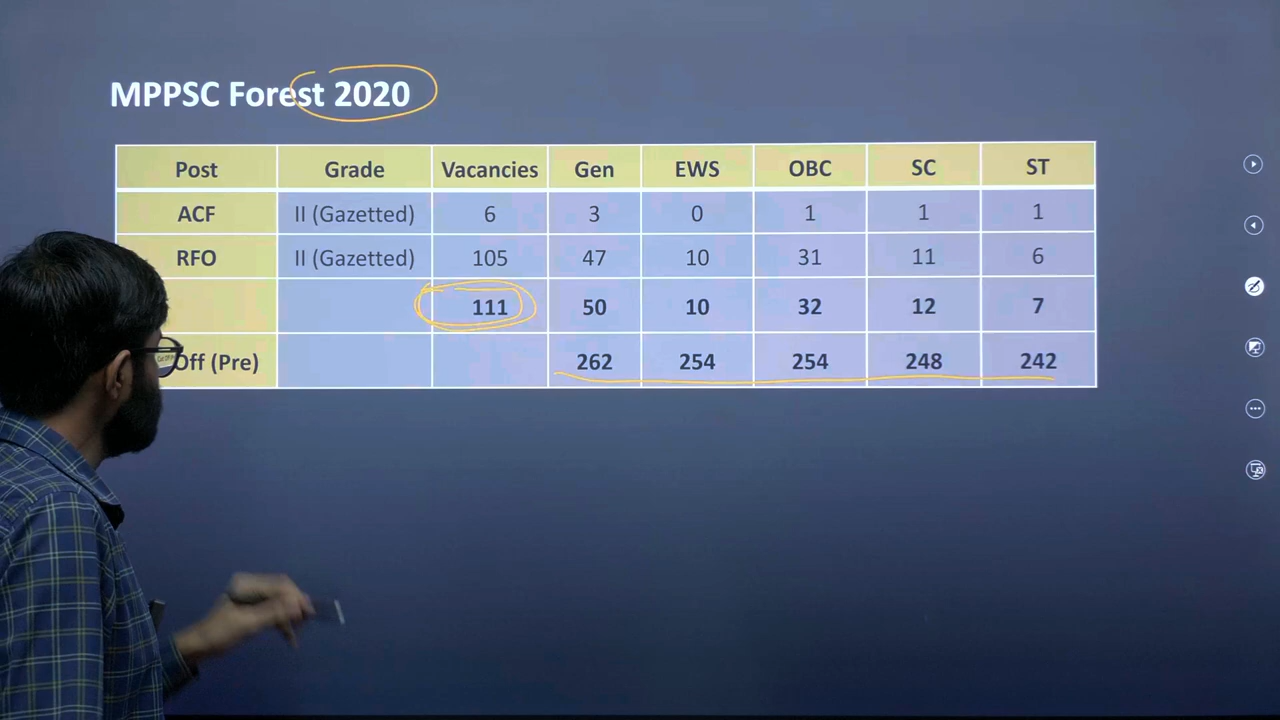 MPPSC Forest 2020
Post Grade Vacancies Gen EWS OBC SC ST
ACF II (Gazetted) 6 3 0 1 1 1
RFO II (Gazetted) 105 47 10 31 11 6
111 50 10 32 12 7
Off (Pre) 262 254 254 248 242